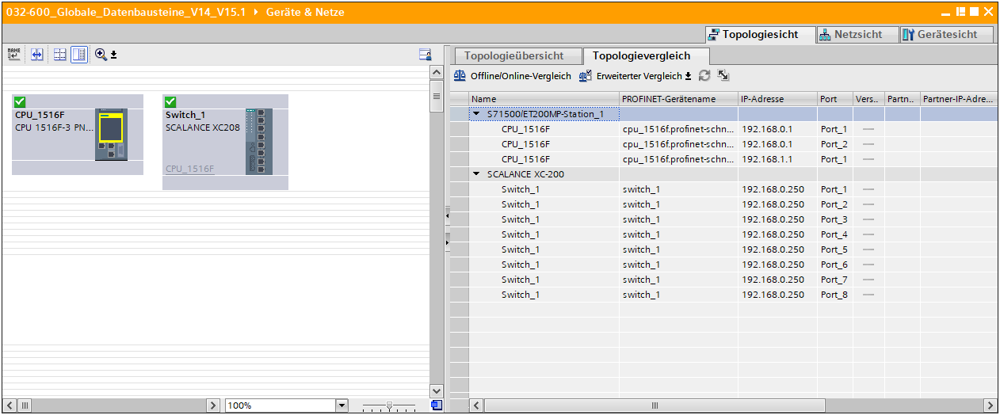 032-600_Globale_Datenbausteine_V14_V15.1 Geräte & Netze
Topologiesicht Netzsicht Gerätesicht
NAME
Topologieübersicht Topologievergleich
Offline/Online-Vergleich Erweiterter Vergleich
Name PROFINET-Gerätename IP-Adresse Port Vers.. Partn.. Partner-IP-Adre...
CPU_1516F
CPU 1516F-3 PN...
Switch_1
SCALANCE XC208
CPU_1516F
S71500/ET200MP-Station_1
CPU_1516F cpu_1516f.profinet-schn... 192.168.0.1 Port_1 —
CPU_1516F cpu_1516f.profinet-schn... 192.168.0.1 Port_2 —
CPU_1516F cpu_1516f.profinet-schn... 192.168.1.1 Port_1 —
SCALANCE XC-200
Switch_1 switch_1 192.168.0.250 Port_1 —
Switch_1 switch_1 192.168.0.250 Port_2 —
Switch_1 switch_1 192.168.0.250 Port_3 —
Switch_1 switch_1 192.168.0.250 Port_4 —
Switch_1 switch_1 192.168.0.250 Port_5 —
Switch_1 switch_1 192.168.0.250 Port_6 —
Switch_1 switch_1 192.168.0.250 Port_7 —
Switch_1 switch_1 192.168.0.250 Port_8 —
100%